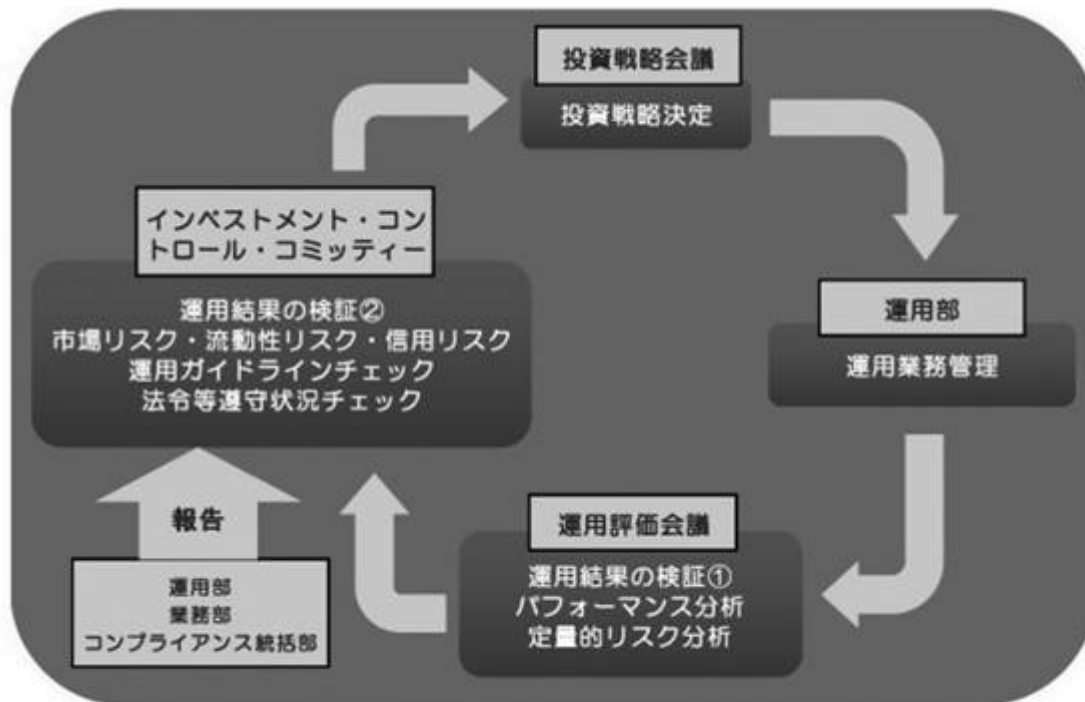 投資戦略会議
投資戦略決定
インベストメント・コン
トロール・コミッティー
運用結果の検証②
市場リスク・流動性リスク・信用リスク
運用ガイドラインチェック
法令等遵守状況チェック
運用部
運用業務管理
報告
運用部
業務部
コンプライアンス統括部
運用評価会議
運用結果の検証①
パフォーマンス分析
定量的リスク分析